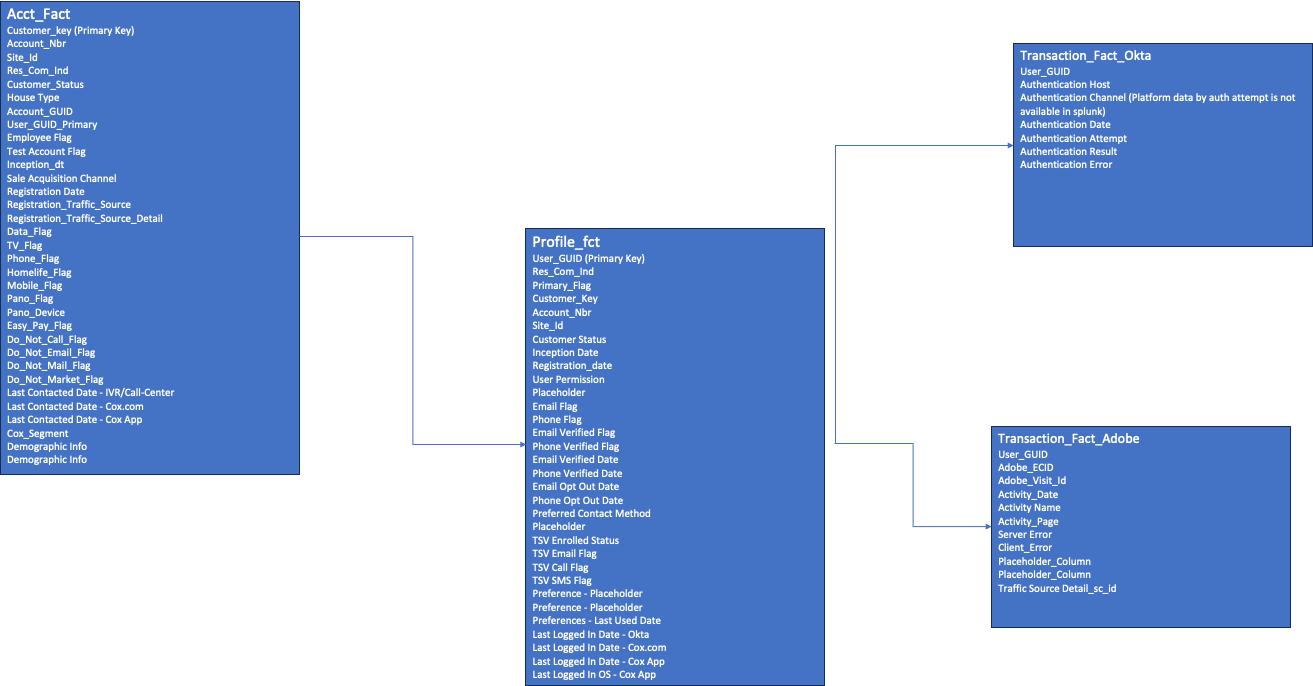 Acct_Fact
Customer_key (Primary Key)
Account_Nbr
Site_Id
Res_Com_Ind
Customer_Status
House Type
Account_GUID
User_GUID_Primary
Employee Flag
Test Account Flag
Inception_dt
Sale Acquisition Channel
Registration Date
Registration_Traffic_Source
Registration_Traffic_Source_Detail
Data_Flag
TV_Flag
Phone_Flag
Homelife_Flag
Mobile_Flag
Pano_Flag
Pano_Device
Easy_Pay_Flag
Do_Not_Call_Flag
Do_Not_Email_Flag
Do_Not_Mail_Flag
Do_Not_Market_Flag
Last Contacted Date - IVR/Call-Center
Last Contacted Date - Cox.com
Last Contacted Date - Cox App
Cox_Segment
Demographic Info
Demographic Info
Profile_fct
User_GUID (Primary Key)
Res_Com_Ind
Primary_Flag
Customer_Key
Account_Nbr
Site_Id
Customer Status
Inception Date
Registration_date
User Permission
Placeholder
Email Flag
Phone Flag
Email Verified Flag
Phone Verified Flag
Email Verified Date
Phone Verified Date
Email Opt Out Date
Phone Opt Out Date
Preferred Contact Method
Placeholder
TSV Enrolled Status
TSV Email Flag
TSV Call Flag
TSV SMS Flag
Preference - Placeholder
Preference - Placeholder
Preferences - Last Used Date
Last Logged In Date - Okta
Last Logged In Date - Cox.com
Last Logged In Date - Cox App
Last Logged In OS - Cox App
Transaction_Fact_Okta
User_GUID
Authentication Host
Authentication Channel (Platform data by auth attempt is not
available in splunk)
Authentication Date
Authentication Attempt
Authentication Result
Authentication Error
Transaction_Fact_Adobe
User_GUID
Adobe_ECID
Adobe_Visit_Id
Activity_Date
Activity Name
Activity_Page
Server Error
Client_Error
Placeholder_Column
Placeholder_Column
Traffic Source Detail_sc_id